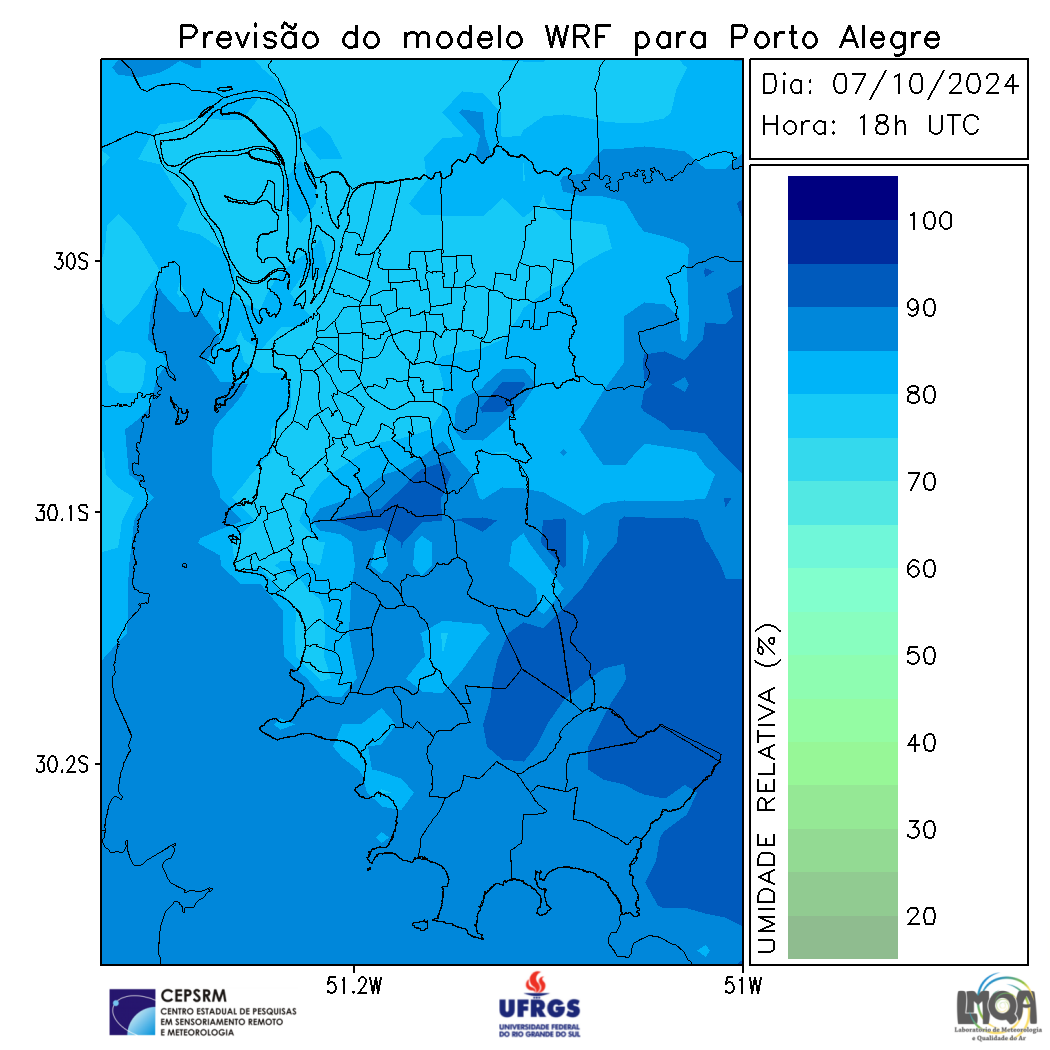 Previsão do modelo WRF para Porto Alegre
Dia: 07/10/2024
Hora: 18h UTC
30S
30.1S
30.2S
51.2W
51W
UMIDADE RELATIVA (%)
100
90
80
70
60
50
40
30
20
CEPSRM
CENTRO ESTADUAL DE PESQUISAS
EM SENSORIAMENTO REMOTO
E METEOROLOGIA
UFRGS
UNIVERSIDADE FEDERAL
DO RIO GRANDE DO SUL
LMQA
Laboratório de Meteorologia
e Qualidade do Ar